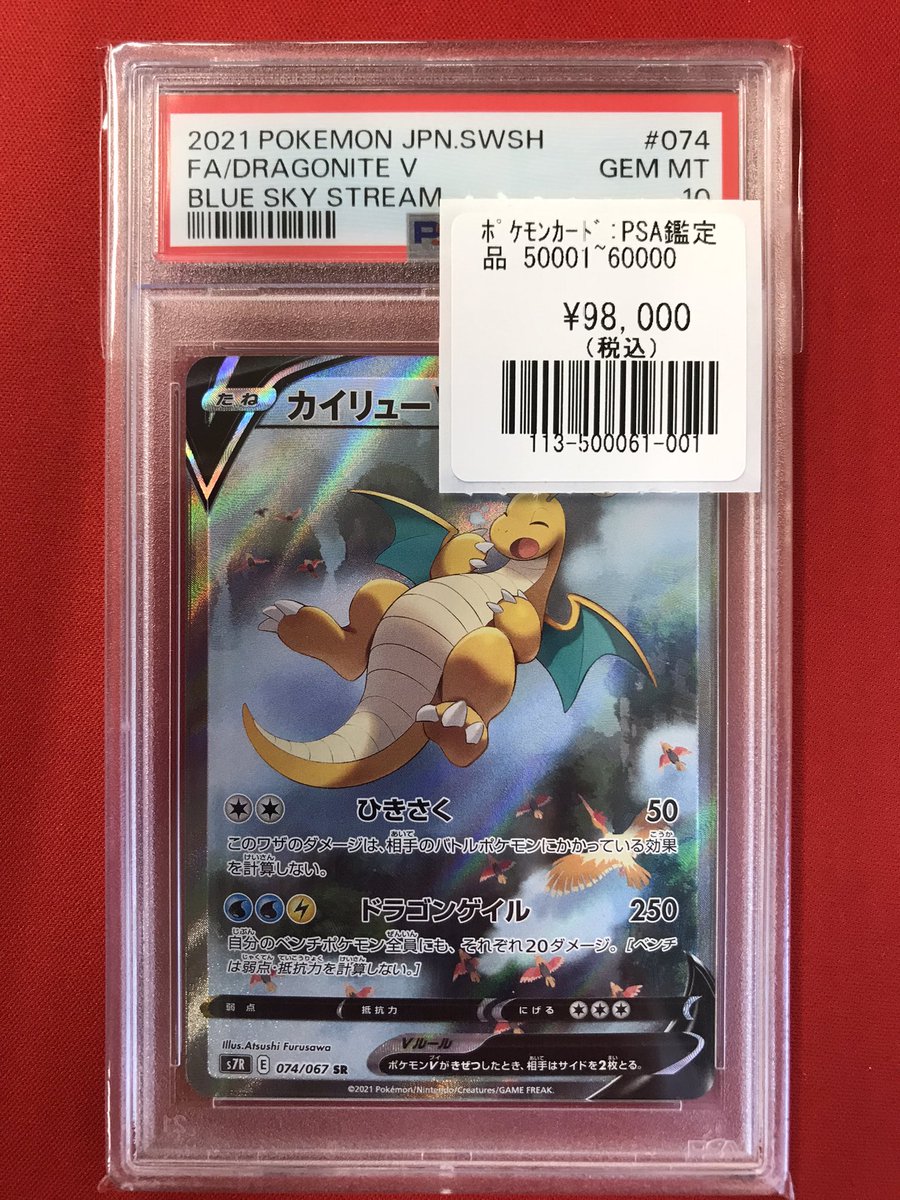 2021 POKEMON JPN.SWSH #074
FA/DRAGONITE V GEM MT
BLUE SKY STREAM 10
ポケモンカード:PSA鑑定
品 50001~60000
¥98,000
(税込)
113-500061-001
たね カイリュー
ひきさく 50
このワザのダメージは、相手のバトルポケモンにかかっている効果
を計算しない。
ドラゴンゲイル 250
自分のベンチポケモン全員にも、それぞれ20ダメージ。[ベンチ
は弱点・抵抗力を計算しない。]
弱点 抵抗力 にげる
Illus.Atsushi Furusawa
Vルール
s7R E 074/067 SR
ポケモンVがきぜつしたとき、相手はサイドを2枚とる。
©2021 Pokémon/Nintendo/Creatures/GAME FREAK.